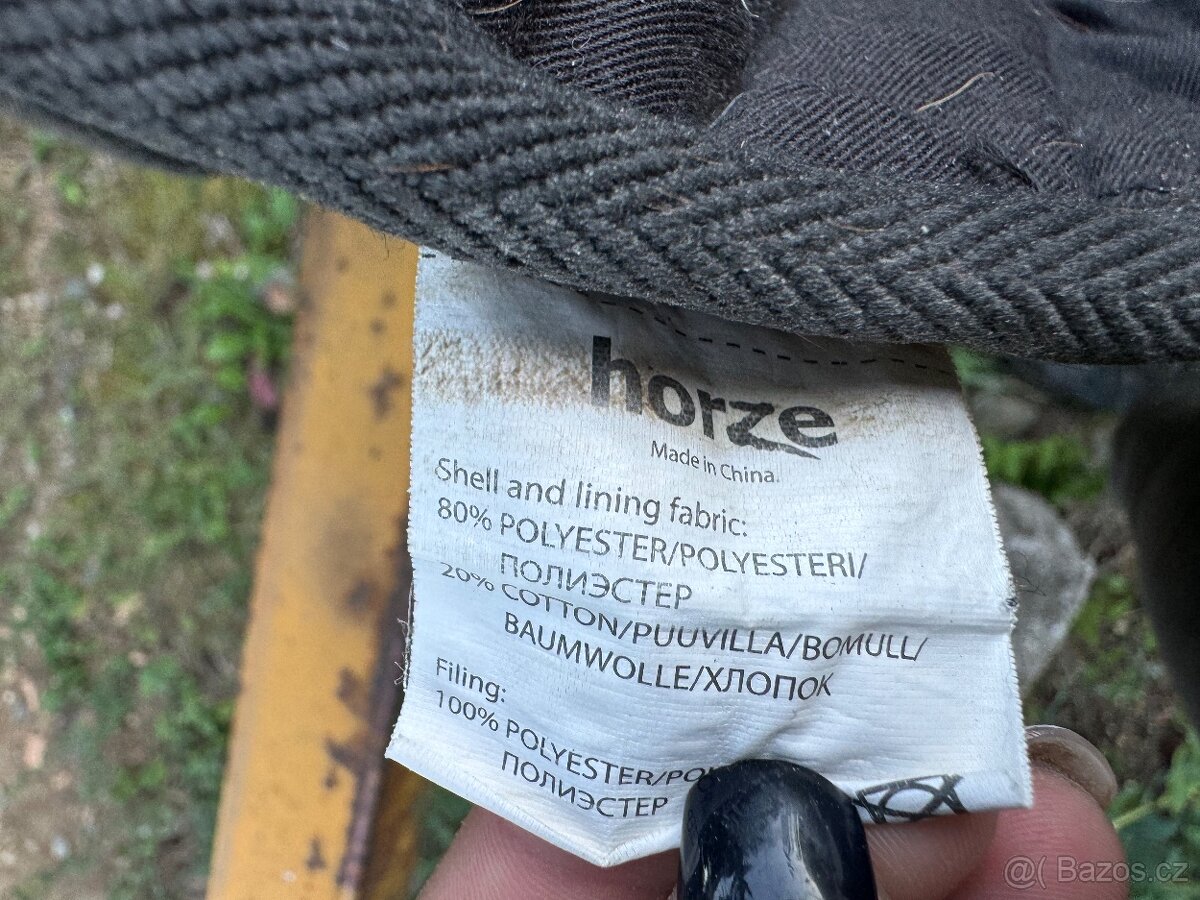 horze
Made in China.
Shell and lining fabric:
80% POLYESTER/POLYESTERI/
ПОЛИЭСТЕР
20% COTTON/PUUVILLA/BOMULL/
BAUMWOLLE/ХЛОПОК
Filing:
100% POLYESTER/
ПОЛИЭСТЕР
@( Bazos.cz